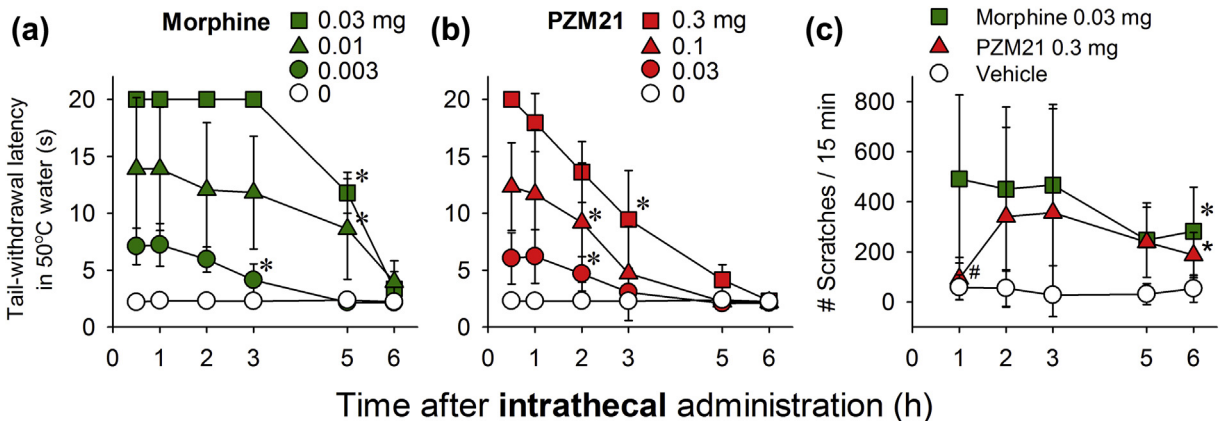 (a) Morphine
0.03 mg
0.01
0.003
0
Tail-withdrawal latency
in 50°C water (s)
20
15
10
5
0
*
*
*
0 1 2 3 5 6
(b) PZM21
0.3 mg
0.1
0.03
0
20
15
10
5
0
*
*
*
0 1 2 3 5 6
(c)
Morphine 0.03 mg
PZM21 0.3 mg
Vehicle
# Scratches / 15 min
800
600
400
200
0
#
*
*
0 1 2 3 5 6
Time after intrathecal administration (h)